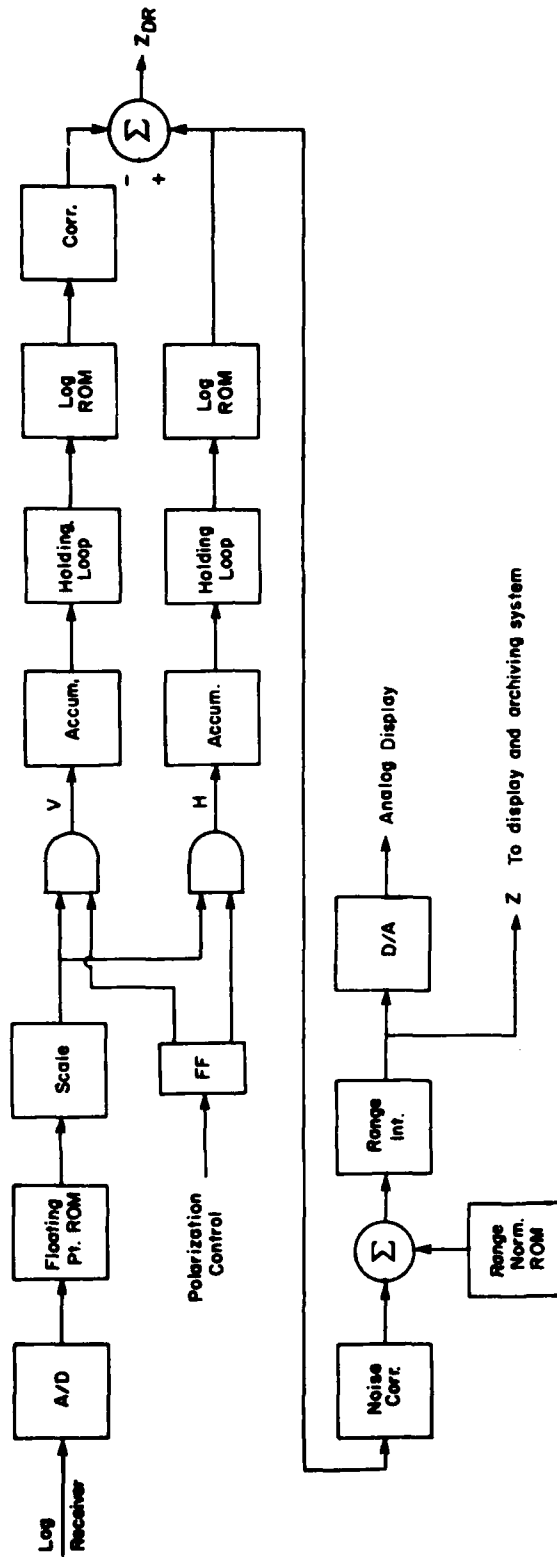 Log
Receiver
A/D
Floating
Pt. ROM
Scale
Polarization
Control
FF
V
H
Accum.
Holding
Loop
Log
ROM
Corr.
Accum.
Holding
Loop
Log
ROM
-
+
Σ
ZDR
Noise
Corr.
Σ
Range
Norm.
ROM
Range
Int.
D/A
Analog Display
Z To display and archiving system